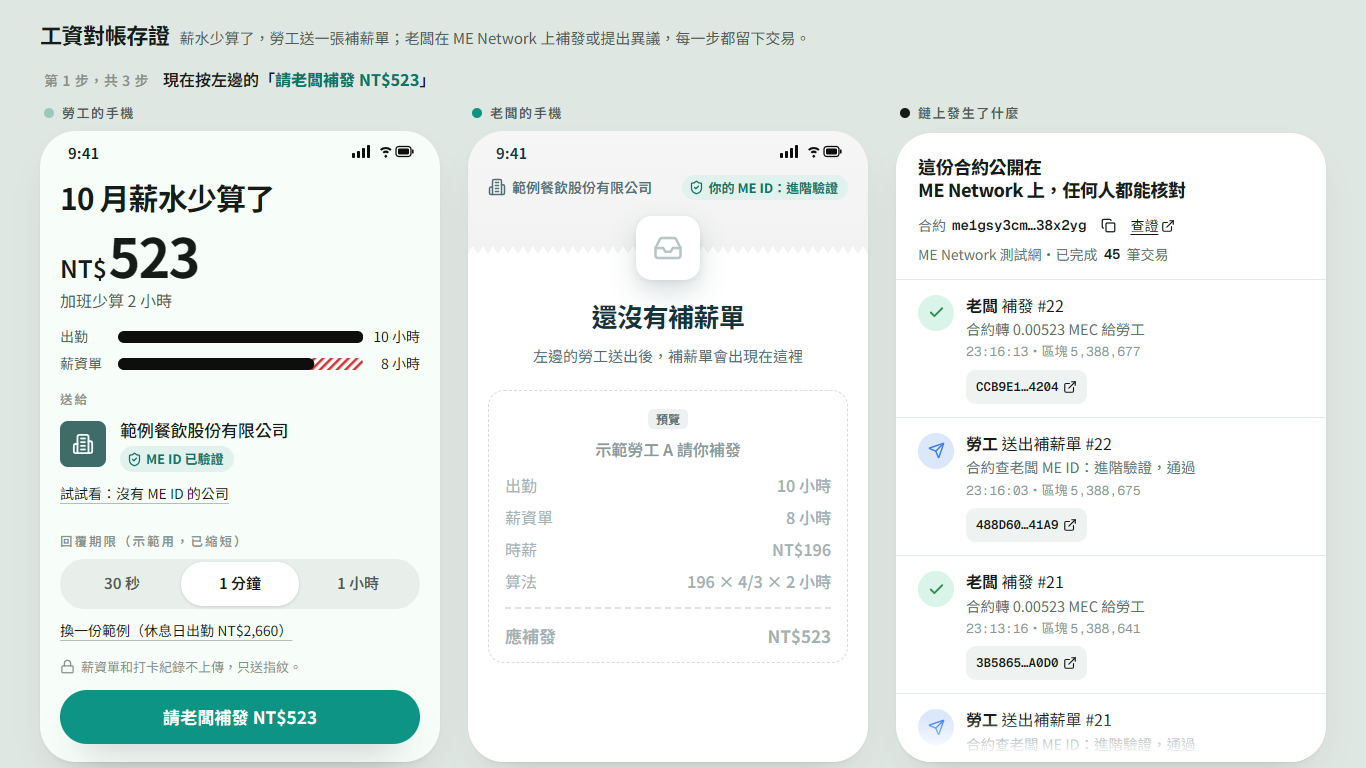 工資對帳存證 薪水少算了，勞工送一張補薪單；老闆在 ME Network 上補發或提出異議，每一步都留下交易。
第 1 步，共 3 步 現在按左邊的「請老闆補發 NT$523」
勞工的手機
9:41
10 月薪水少算了
NT$523
加班少算 2 小時
出勤 10 小時
薪資單 8 小時
送給
範例餐飲股份有限公司
ME ID 已驗證
試試看：沒有 ME ID 的公司
回覆期限（示範用，已縮短）
30 秒 1 分鐘 1 小時
換一份範例（休息日出勤 NT$2,660）
薪資單和打卡紀錄不上傳，只送指紋。
請老闆補發 NT$523
老闆的手機
9:41
範例餐飲股份有限公司 你的 ME ID：進階驗證
還沒有補薪單
左邊的勞工送出後，補薪單會出現在這裡
預覽
示範勞工 A 請你補發
出勤 10 小時
薪資單 8 小時
時薪 NT$196
算法 196 × 4/3 × 2 小時
應補發 NT$523
鏈上發生了什麼
這份合約公開在
ME Network 上，任何人都能核對
合約 me1gsy3cm…38x2yg 查證
ME Network 測試網・已完成 45 筆交易
老闆 補發 #22
合約轉 0.00523 MEC 給勞工
23:16:13・區塊 5,388,677
CCB9E1…4204
勞工 送出補薪單 #22
合約查老闆 ME ID：進階驗證，通過
23:16:03・區塊 5,388,675
488D60…41A9
老闆 補發 #21
合約轉 0.00523 MEC 給勞工
23:13:16・區塊 5,388,641
3B5865…A0D0
勞工 送出補薪單 #21
合約查老闆 ME ID：進階驗證，通過